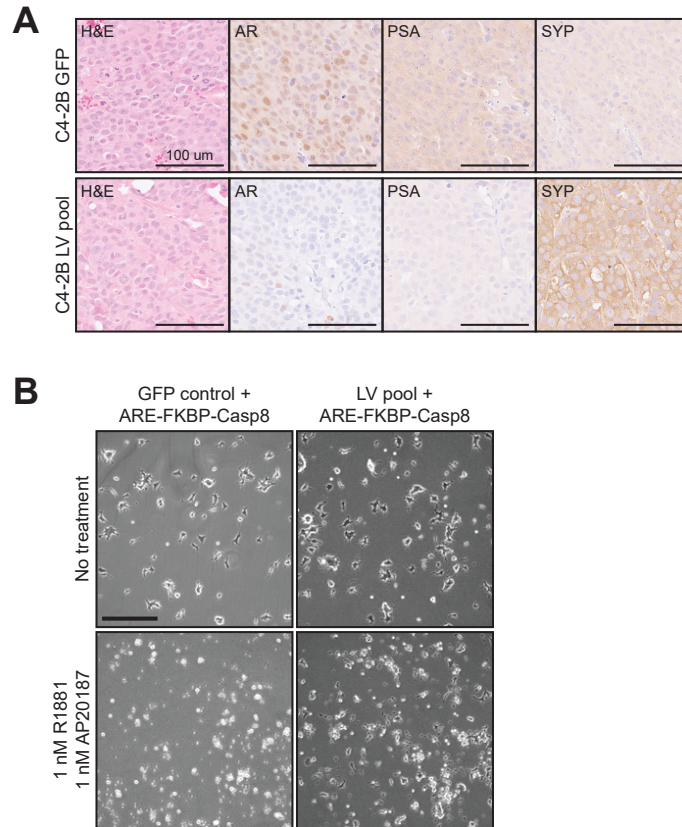 A
C4-2B GFP
H&E
AR
PSA
SYP
100 um
C4-2B LV pool
H&E
AR
PSA
SYP
B
GFP control +
ARE-FKBP-Casp8
LV pool +
ARE-FKBP-Casp8
No treatment
1 nM R1881
1 nM AP20187